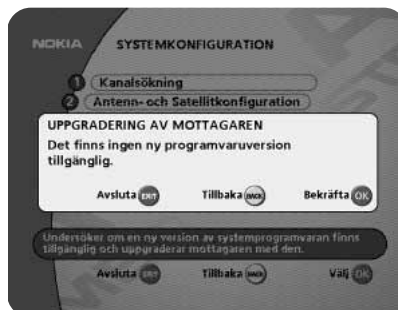 NOKIA
SYSTEMKONFIGURATION
1 Kanalsökning
2 Antenn- och Satellitkonfiguration
UPPGRADERING AV MOTTAGAREN
Det finns ingen ny programvaruversion
tillgänglig.
Avsluta EXIT Tillbaka BACK Bekräfta OK
Undersöker om en ny version av systemprogramvaran finns
tillgänglig och uppgraderar mottagaren med den.
Avsluta EXIT Tillbaka BACK Välj OK